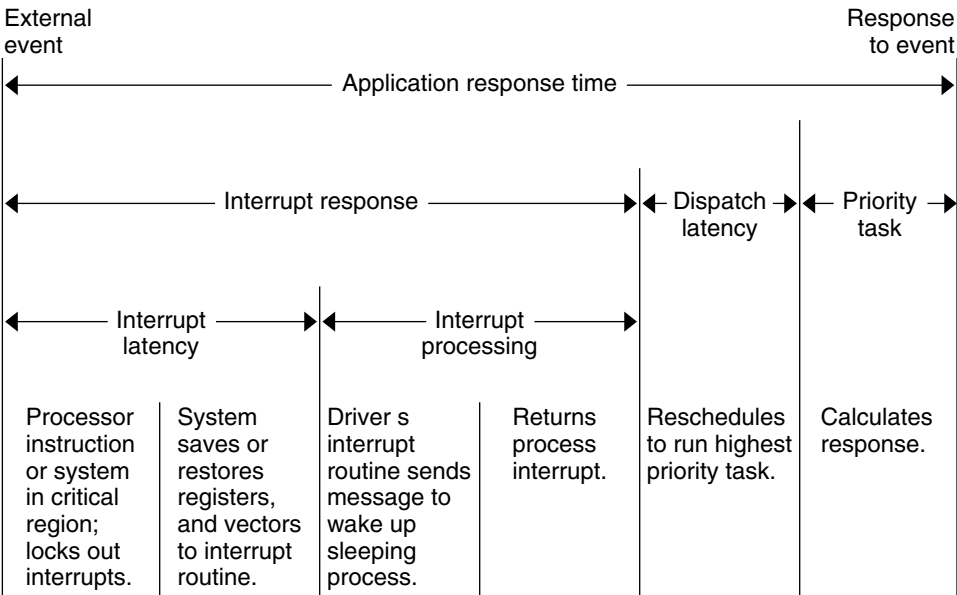 External
event
Response
to event
Application response time
Interrupt response
Dispatch
latency
Priority
task
Interrupt
latency
Interrupt
processing
Processor
instruction
or system
in critical
region;
locks out
interrupts.
System
saves or
restores
registers,
and vectors
to interrupt
routine.
Driver s
interrupt
routine sends
message to
wake up
sleeping
process.
Returns
process
interrupt.
Reschedules
to run highest
priority task.
Calculates
response.